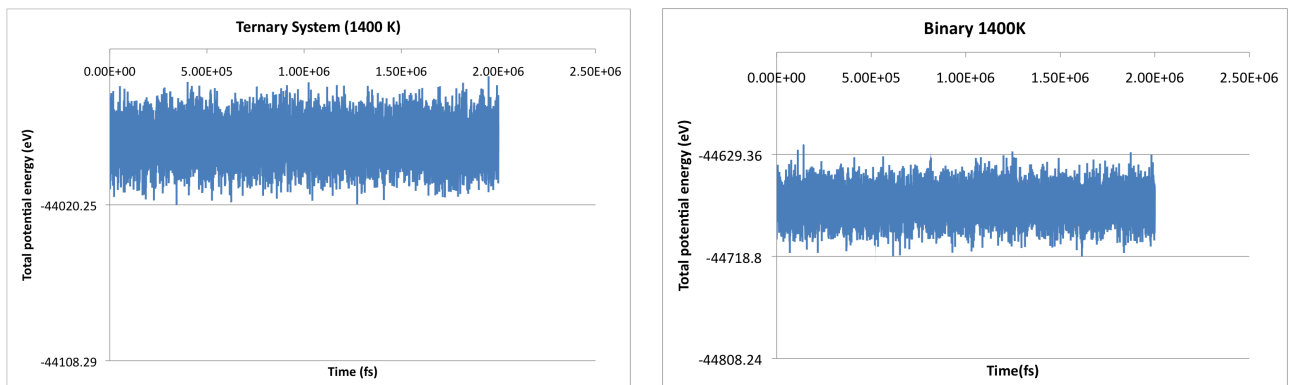 Ternary System (1400 K)
0.00E+00 5.00E+05 1.00E+06 1.50E+06 2.00E+06 2.50E+06
Total potential energy (eV)
-44020.25
-44108.29
Time (fs)
Binary 1400K
0.00E+00 5.00E+05 1.00E+06 1.50E+06 2.00E+06 2.50E+06
Total potential energy (eV)
-44629.36
-44718.8
-44808.24
Time(fs)